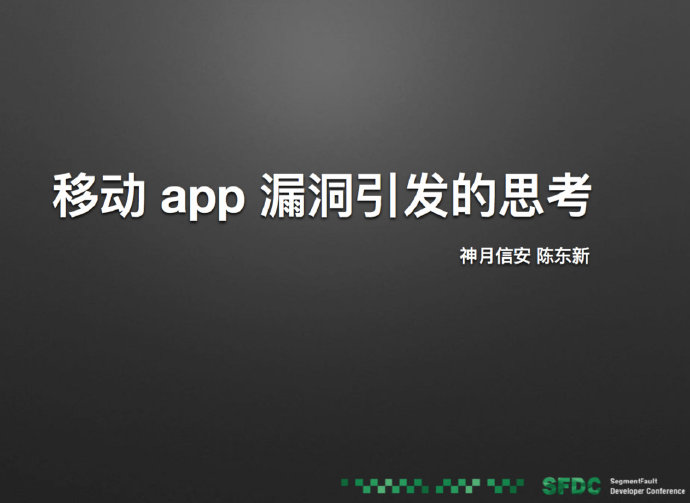 移动 app 漏洞引发的思考
神月信安 陈东新
SFDC
SegmentFault
Developer Conference